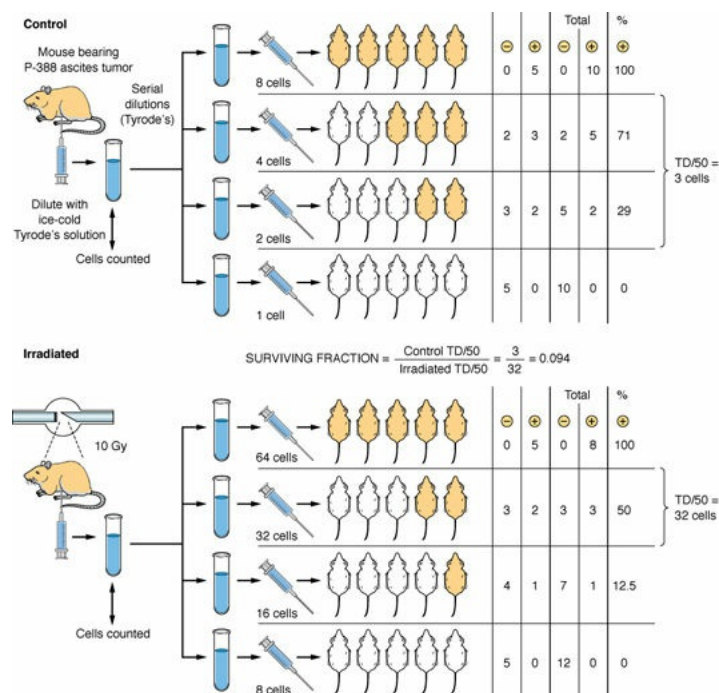 Control
Total %
Mouse bearing
P-388 ascites tumor
− + − + +
0 5 0 10 100
8 cells
Serial
dilutions
(Tyrode's)
2 3 2 5 71
4 cells
TD/50 =
3 cells
Dilute with
ice-cold
Tyrode's solution
3 2 5 2 29
2 cells
Cells counted
5 0 10 0 0
1 cell
Irradiated
SURVIVING FRACTION = Control TD/50 / Irradiated TD/50 = 3 / 32 = 0.094
Total %
10 Gy
− + − + +
0 5 0 8 100
64 cells
3 2 3 3 50
TD/50 =
32 cells
32 cells
4 1 7 1 12.5
16 cells
Cells counted
5 0 12 0 0
8 cells